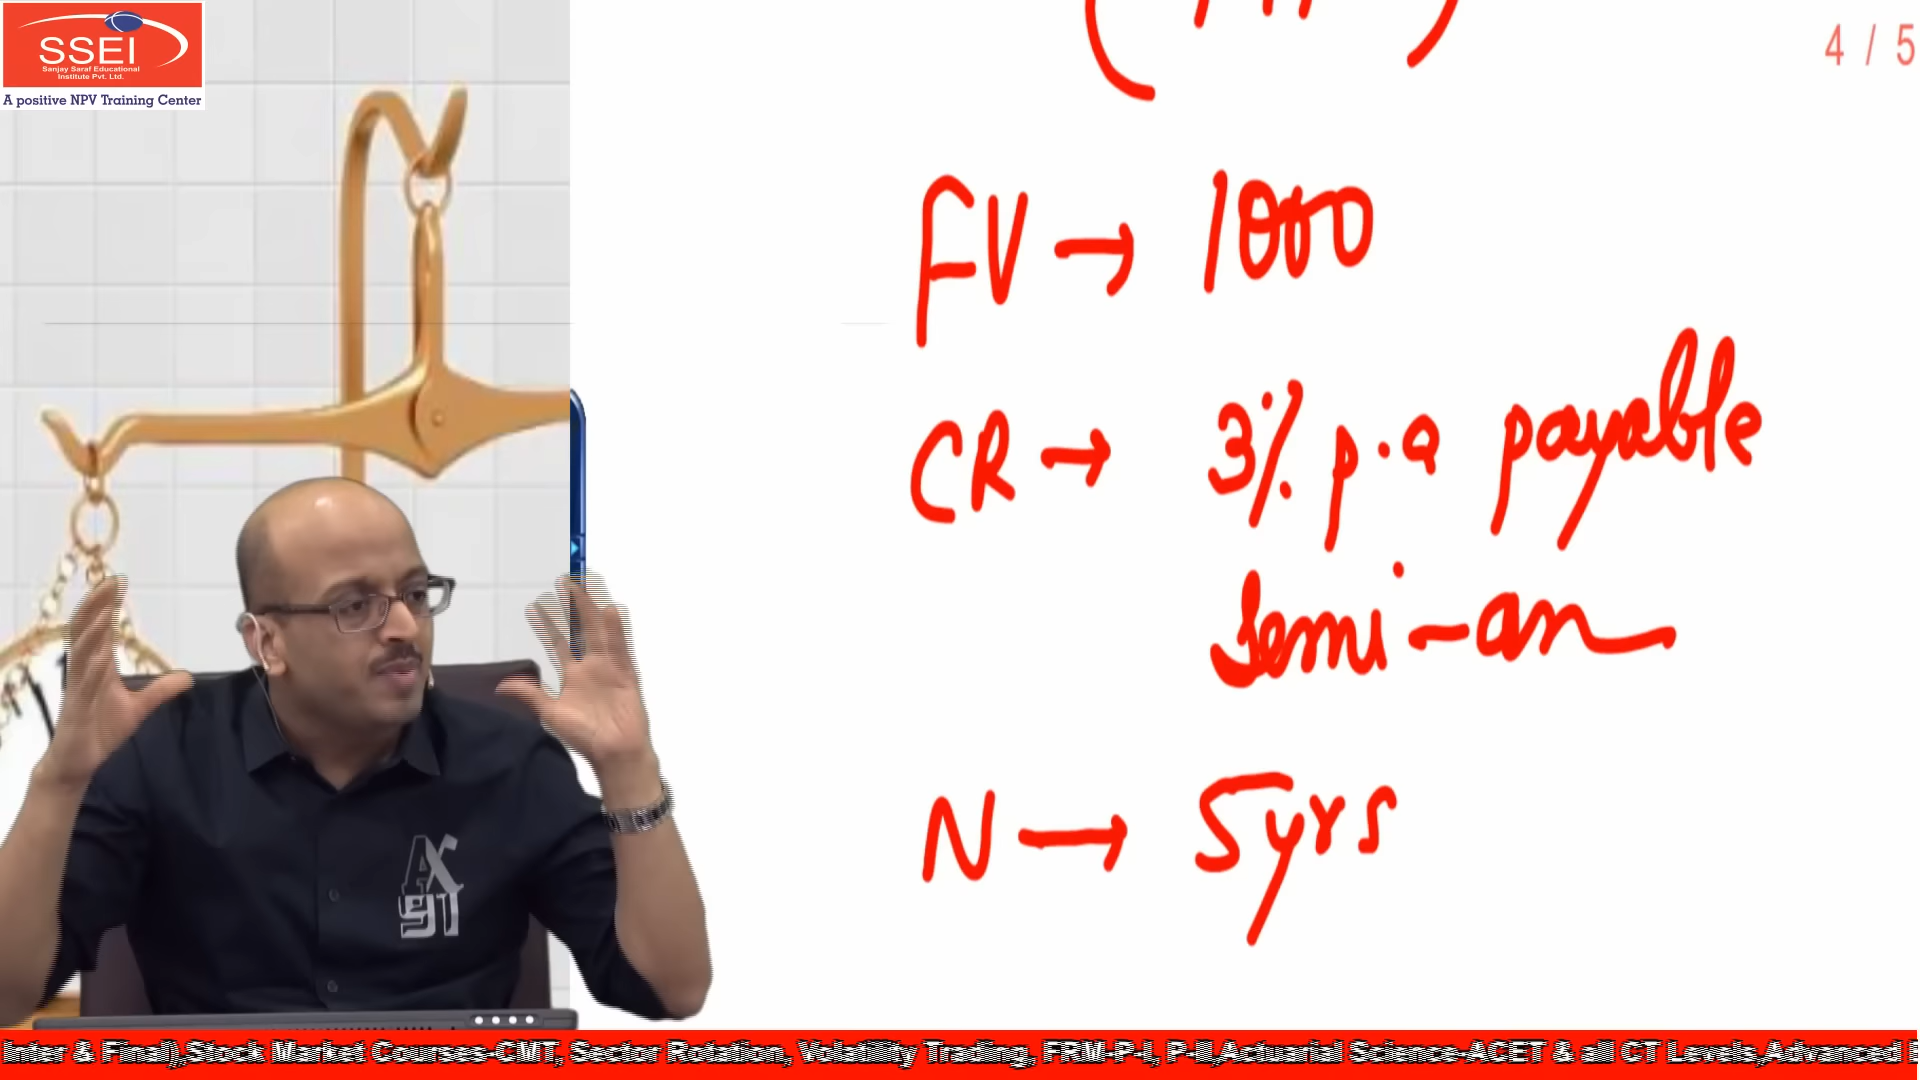 SSEI
Sanjay Saraf Educational
Institute Pvt. Ltd.
A positive NPV Training Center
4 / 5
FV → 1000
CR → 3% p.a payable
Semi-an
N → 5yrs
Inter & Final),Stock Market Courses-CMT, Sector Rotation, Volatility Trading, FRM-P-I, P-II,Actuarial Science-ACET & all CT Levels,Advanced